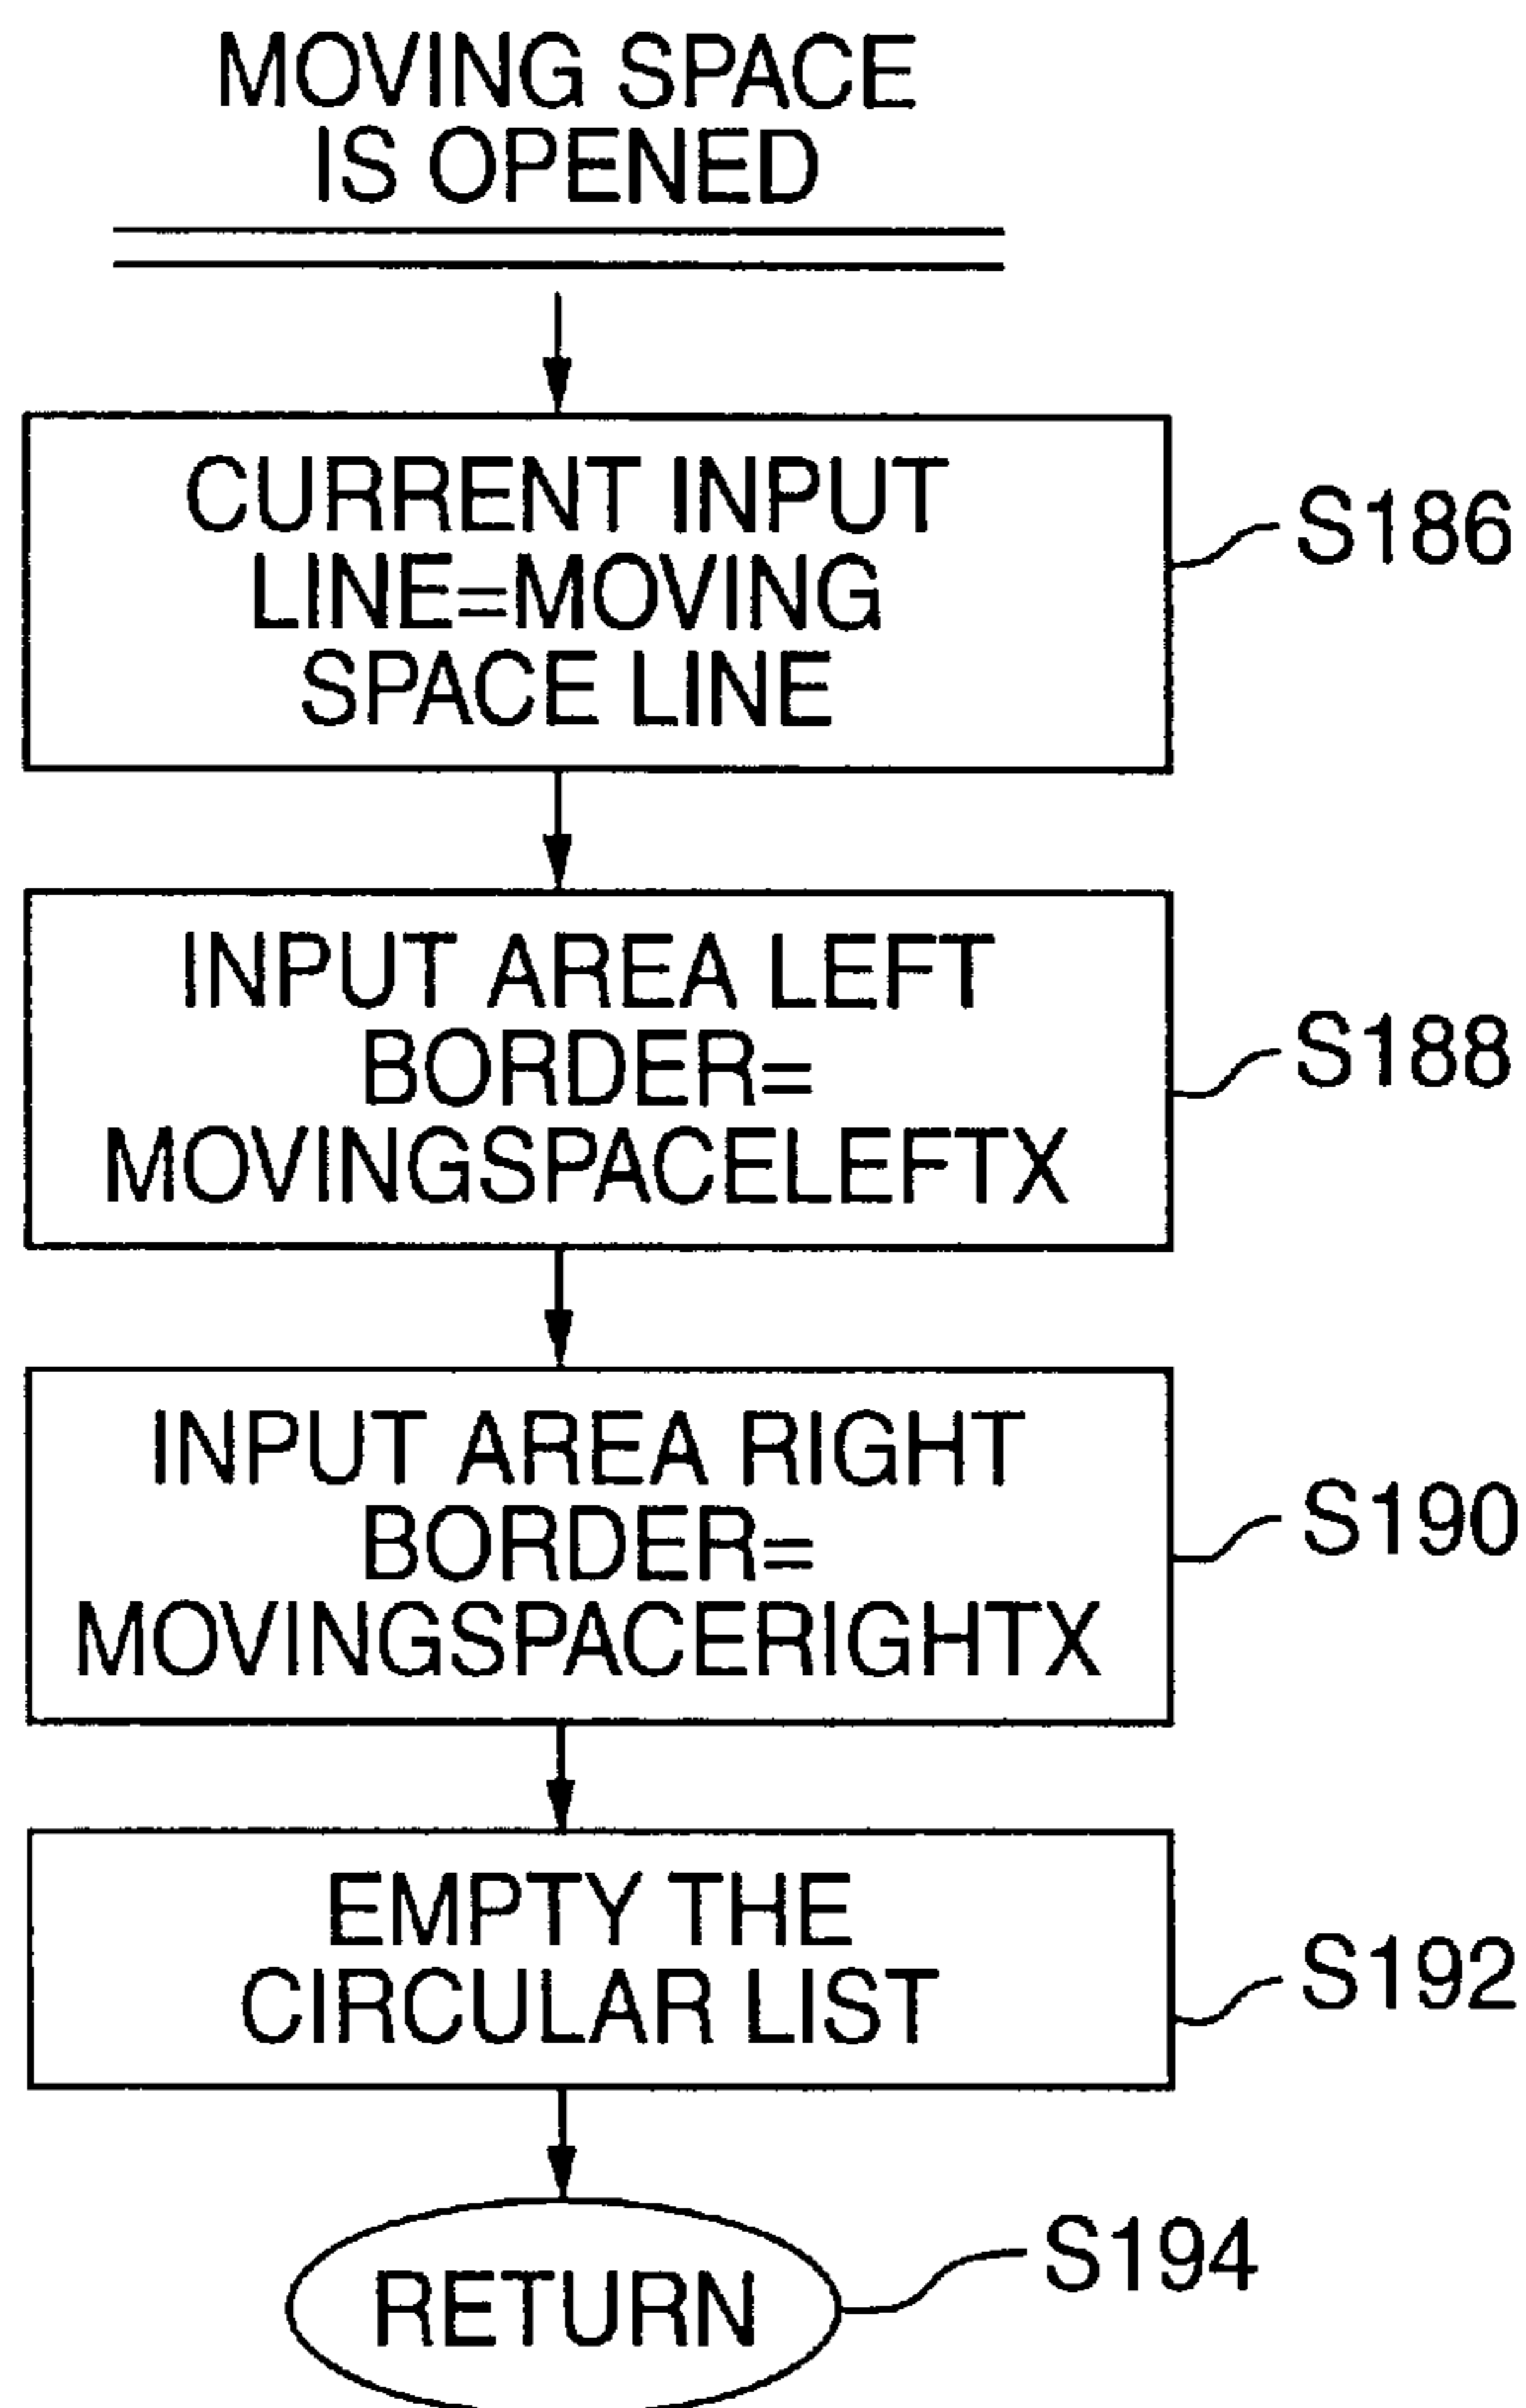 MOVING SPACE
IS OPENED
CURRENT INPUT
LINE=MOVING
SPACE LINE
S186
INPUT AREA LEFT
BORDER=
MOVINGSPACELEFTX
S188
INPUT AREA RIGHT
BORDER=
MOVINGSPACERIGHTX
S190
EMPTY THE
CIRCULAR LIST
S192
RETURN
S194